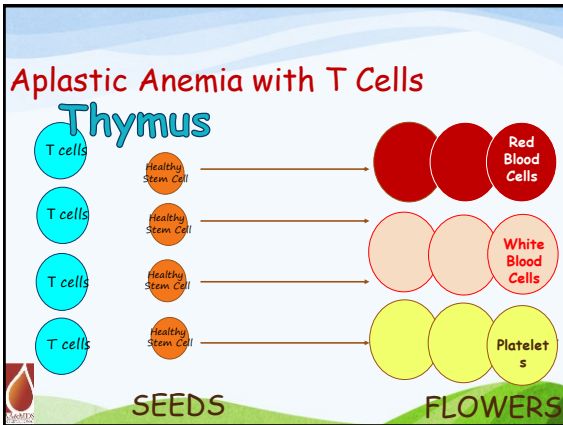 Aplastic Anemia with T Cells
Thymus
T cells
Healthy
Stem Cell
Red
Blood
Cells
T cells
Healthy
Stem Cell
White
Blood
Cells
T cells
Healthy
Stem Cell
T cells
Healthy
Stem Cell
Platelet
s
SEEDS
FLOWERS